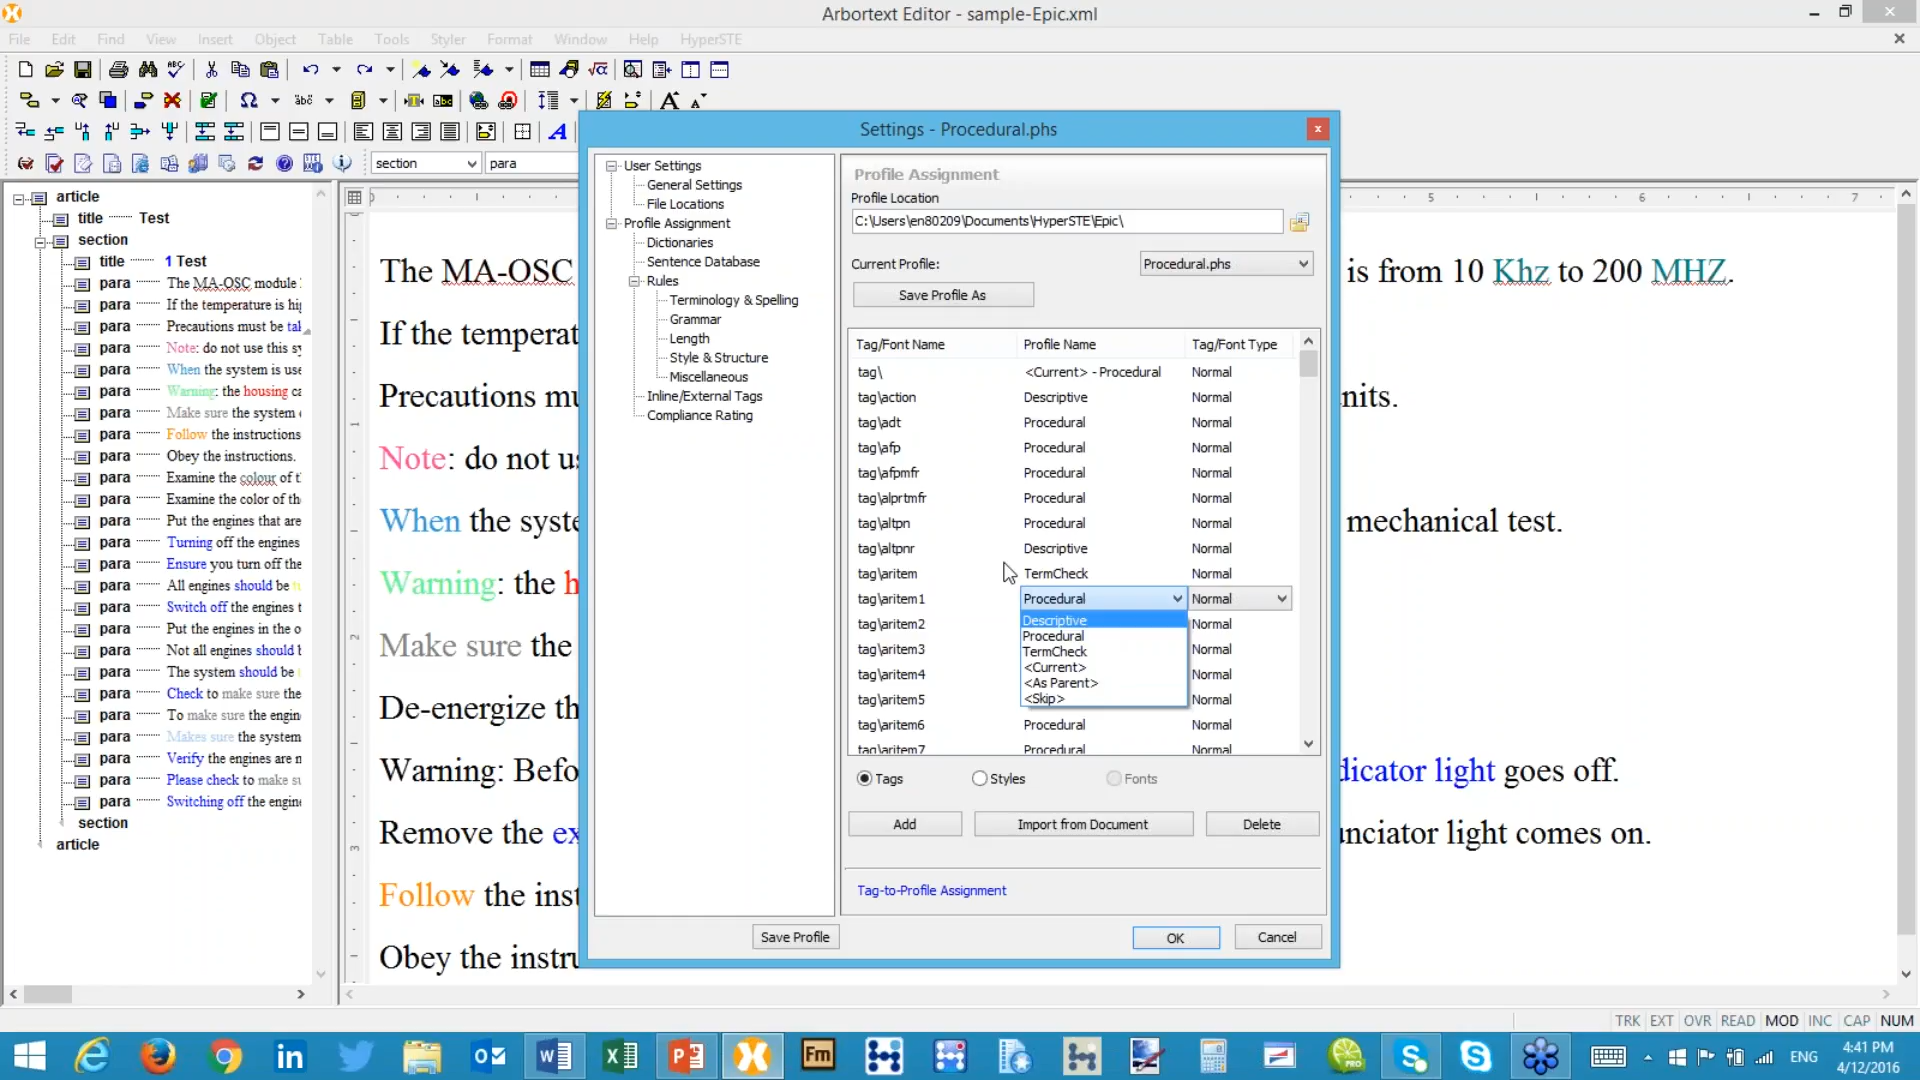 Arbortext Editor - sample-Epic.xml
File Edit Find View Insert Object Table Tools Styler Format Window Help HyperSTE
section para
article
title Test
section
title 1 Test
para The MA-OSC module
para If the temperature is hig
para Precautions must be tak
para Note: do not use this sy
para When the system is use
para Warning: the housing ca
para Make sure the system
para Follow the instructions
para Obey the instructions.
para Examine the colour of t
para Examine the color of the
para Put the engines that are
para Turning off the engines
para Ensure you turn off the
para All engines should be
para Switch off the engines t
para Put the engines in the o
para Not all engines should b
para The system should be
para Check to make sure the
para To make sure the engin
para Makes sure the system
para Verify the engines are n
para Please check to make su
para Switching off the engine
section
article
5 6 7
1
2
3
The MA-OSC is from 10 Khz to 200 MHZ.
If the temperat
Precautions mu nits.
Note: do not us
When the syste mechanical test.
Warning: the h
Make sure the
De-energize th
Warning: Befo dicator light goes off.
Remove the ex nciator light comes on.
Follow the inst
Obey the instru
Settings - Procedural.phs
x
User Settings
General Settings
File Locations
Profile Assignment
Dictionaries
Sentence Database
Rules
Terminology & Spelling
Grammar
Length
Style & Structure
Miscellaneous
Inline/External Tags
Compliance Rating
Profile Assignment
Profile Location
C:\Users\en80209\Documents\HyperSTE\Epic\
Current Profile: Procedural.phs
Save Profile As
Tag/Font Name Profile Name Tag/Font Type
tag\ <Current> - Procedural Normal
tag\action Descriptive Normal
tag\adt Procedural Normal
tag\afp Procedural Normal
tag\afpmfr Procedural Normal
tag\alprtmfr Procedural Normal
tag\altpn Procedural Normal
tag\altpnr Descriptive Normal
tag\aritem TermCheck Normal
tag\aritem1 Procedural Normal
tag\aritem2 Normal
tag\aritem3 Normal
tag\aritem4 Normal
tag\aritem5 Normal
tag\aritem6 Procedural Normal
tag\aritem7 Procedural Normal
Descriptive
Procedural
TermCheck
<Current>
<As Parent>
<Skip>
Tags Styles Fonts
Add Import from Document Delete
Tag-to-Profile Assignment
Save Profile OK Cancel
TRK EXT OVR READ MOD INC CAP NUM
ENG
4:41 PM
4/12/2016